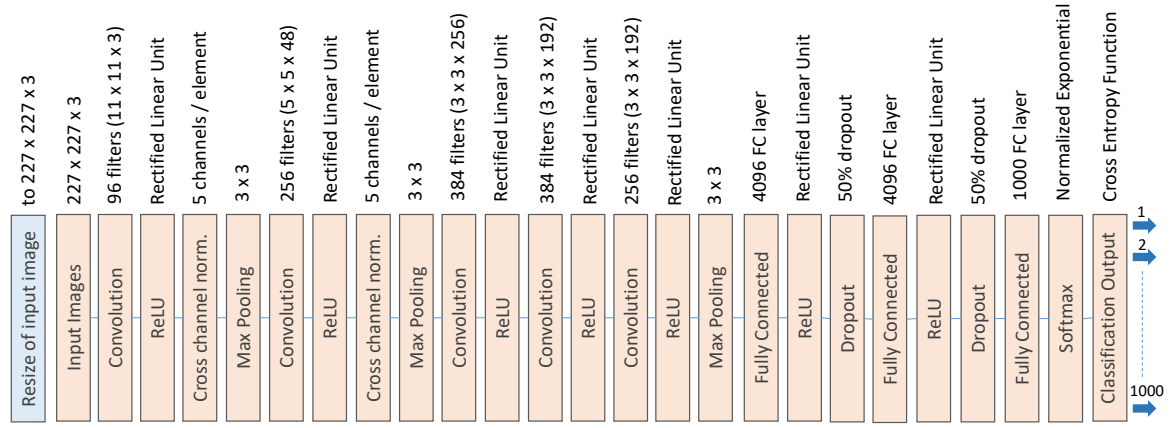 to 227 x 227 x 3
227 x 227 x 3
96 filters (11 x 11 x 3)
Rectified Linear Unit
5 channels / element
3 x 3
256 filters (5 x 5 x 48)
Rectified Linear Unit
5 channels / element
3 x 3
384 filters (3 x 3 x 256)
Rectified Linear Unit
384 filters (3 x 3 x 192)
Rectified Linear Unit
256 filters (3 x 3 x 192)
Rectified Linear Unit
3 x 3
4096 FC layer
Rectified Linear Unit
50% dropout
4096 FC layer
Rectified Linear Unit
50% dropout
1000 FC layer
Normalized Exponential
Cross Entropy Function
Resize of input image
Input Images
Convolution
ReLU
Cross channel norm.
Max Pooling
Convolution
ReLU
Cross channel norm.
Max Pooling
Convolution
ReLU
Convolution
ReLU
Convolution
ReLU
Max Pooling
Fully Connected
ReLU
Dropout
Fully Connected
ReLU
Dropout
Fully Connected
Softmax
Classification Output
1
2
1000